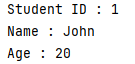 Student ID : 1
Name : John
Age : 20